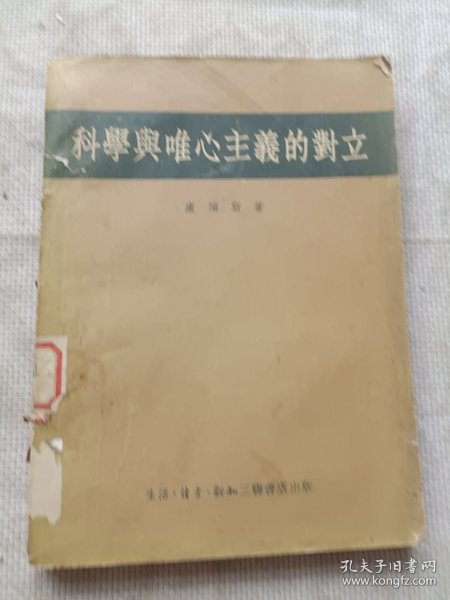 科學與唯心主義的對立
康福斯著
生活·讀書·新知三聯書店出版
孔夫子旧书网
www.kongfz.com